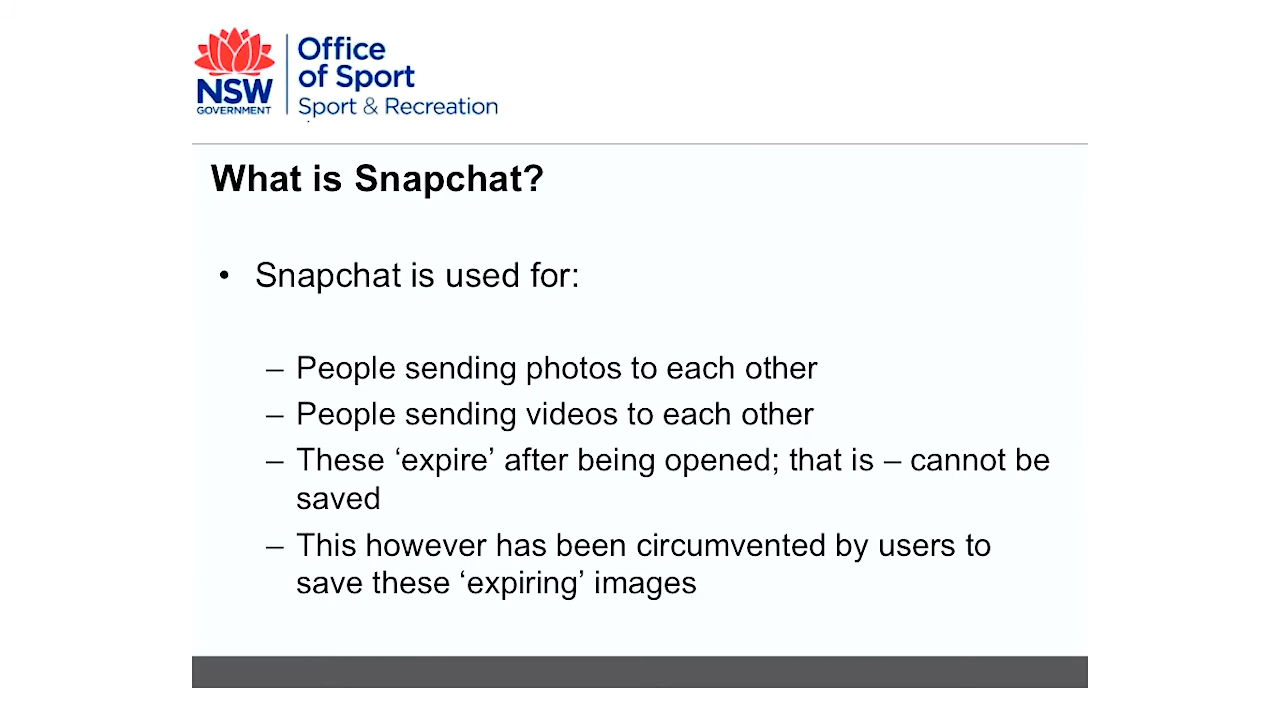 Office
of Sport
Sport & Recreation
NSW
GOVERNMENT
What is Snapchat?
• Snapchat is used for:
– People sending photos to each other
– People sending videos to each other
– These ‘expire’ after being opened; that is – cannot be
saved
– This however has been circumvented by users to
save these ‘expiring’ images